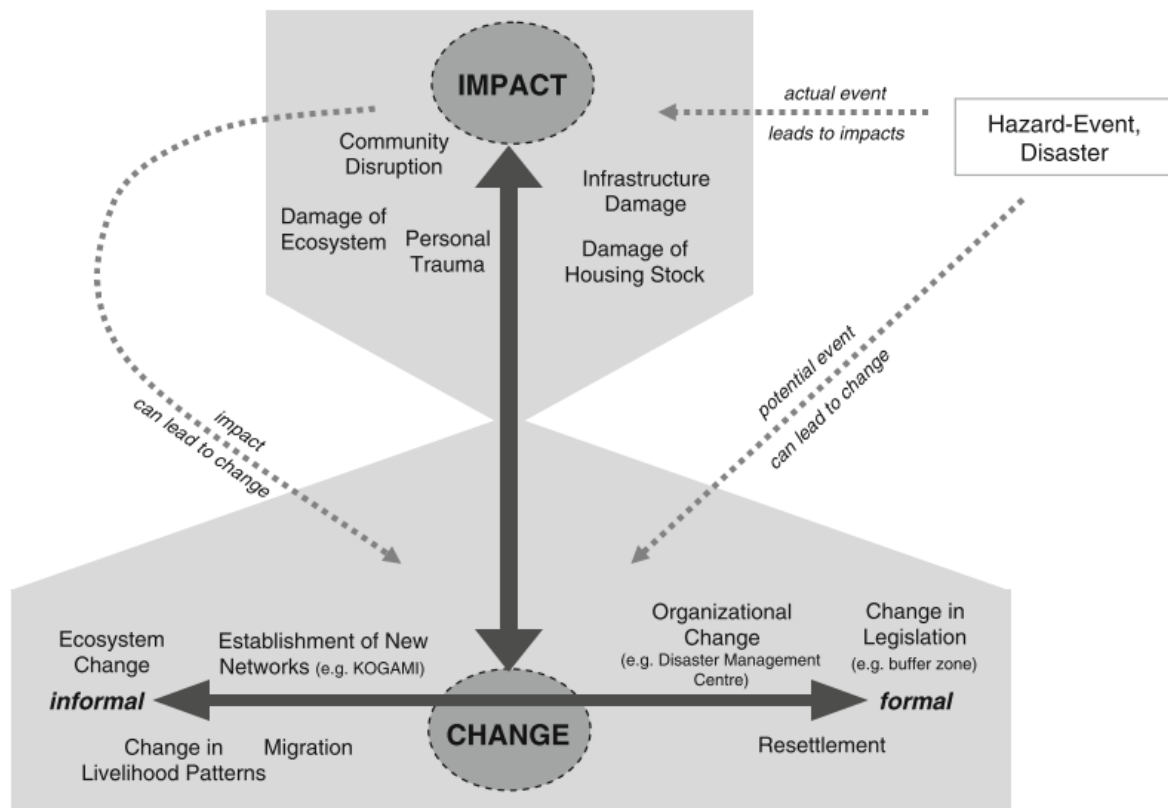 IMPACT
actual event
leads to impacts
Hazard-Event,
Disaster
Community
Disruption
Infrastructure
Damage
Damage of
Ecosystem
Personal
Trauma
Damage of
Housing Stock
impact
can lead to change
potential event
can lead to change
Ecosystem
Change
Establishment of New
Networks (e.g. KOGAMI)
Organizational
Change
(e.g. Disaster Management
Centre)
Change in
Legislation
(e.g. buffer zone)
informal
formal
CHANGE
Change in
Livelihood Patterns
Migration
Resettlement